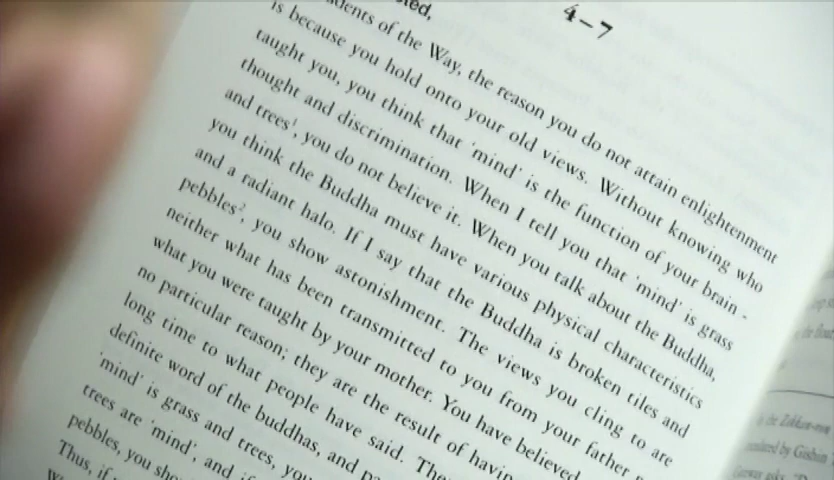 4-7
dents of the Way, the reason you do not attain enlightenment
is because you hold onto your old views. Without knowing who
taught you, you think that 'mind' is the function of your brain -
thought and discrimination. When I tell you that 'mind' is grass
and trees¹, you do not believe it. When you talk about the Buddha,
you think the Buddha must have various physical characteristics
and a radiant halo. If I say that the Buddha is broken tiles and
pebbles², you show astonishment. The views you cling to are
neither what has been transmitted to you from your father
what you were taught by your mother. You have believed
no particular reason; they are the result of
long time to what people have said.
definite word of the buddhas, and
'mind' is grass and trees,
trees are 'mind', and
pebbles, you
Thus, if
is the Zakkan-mon
by Gishun